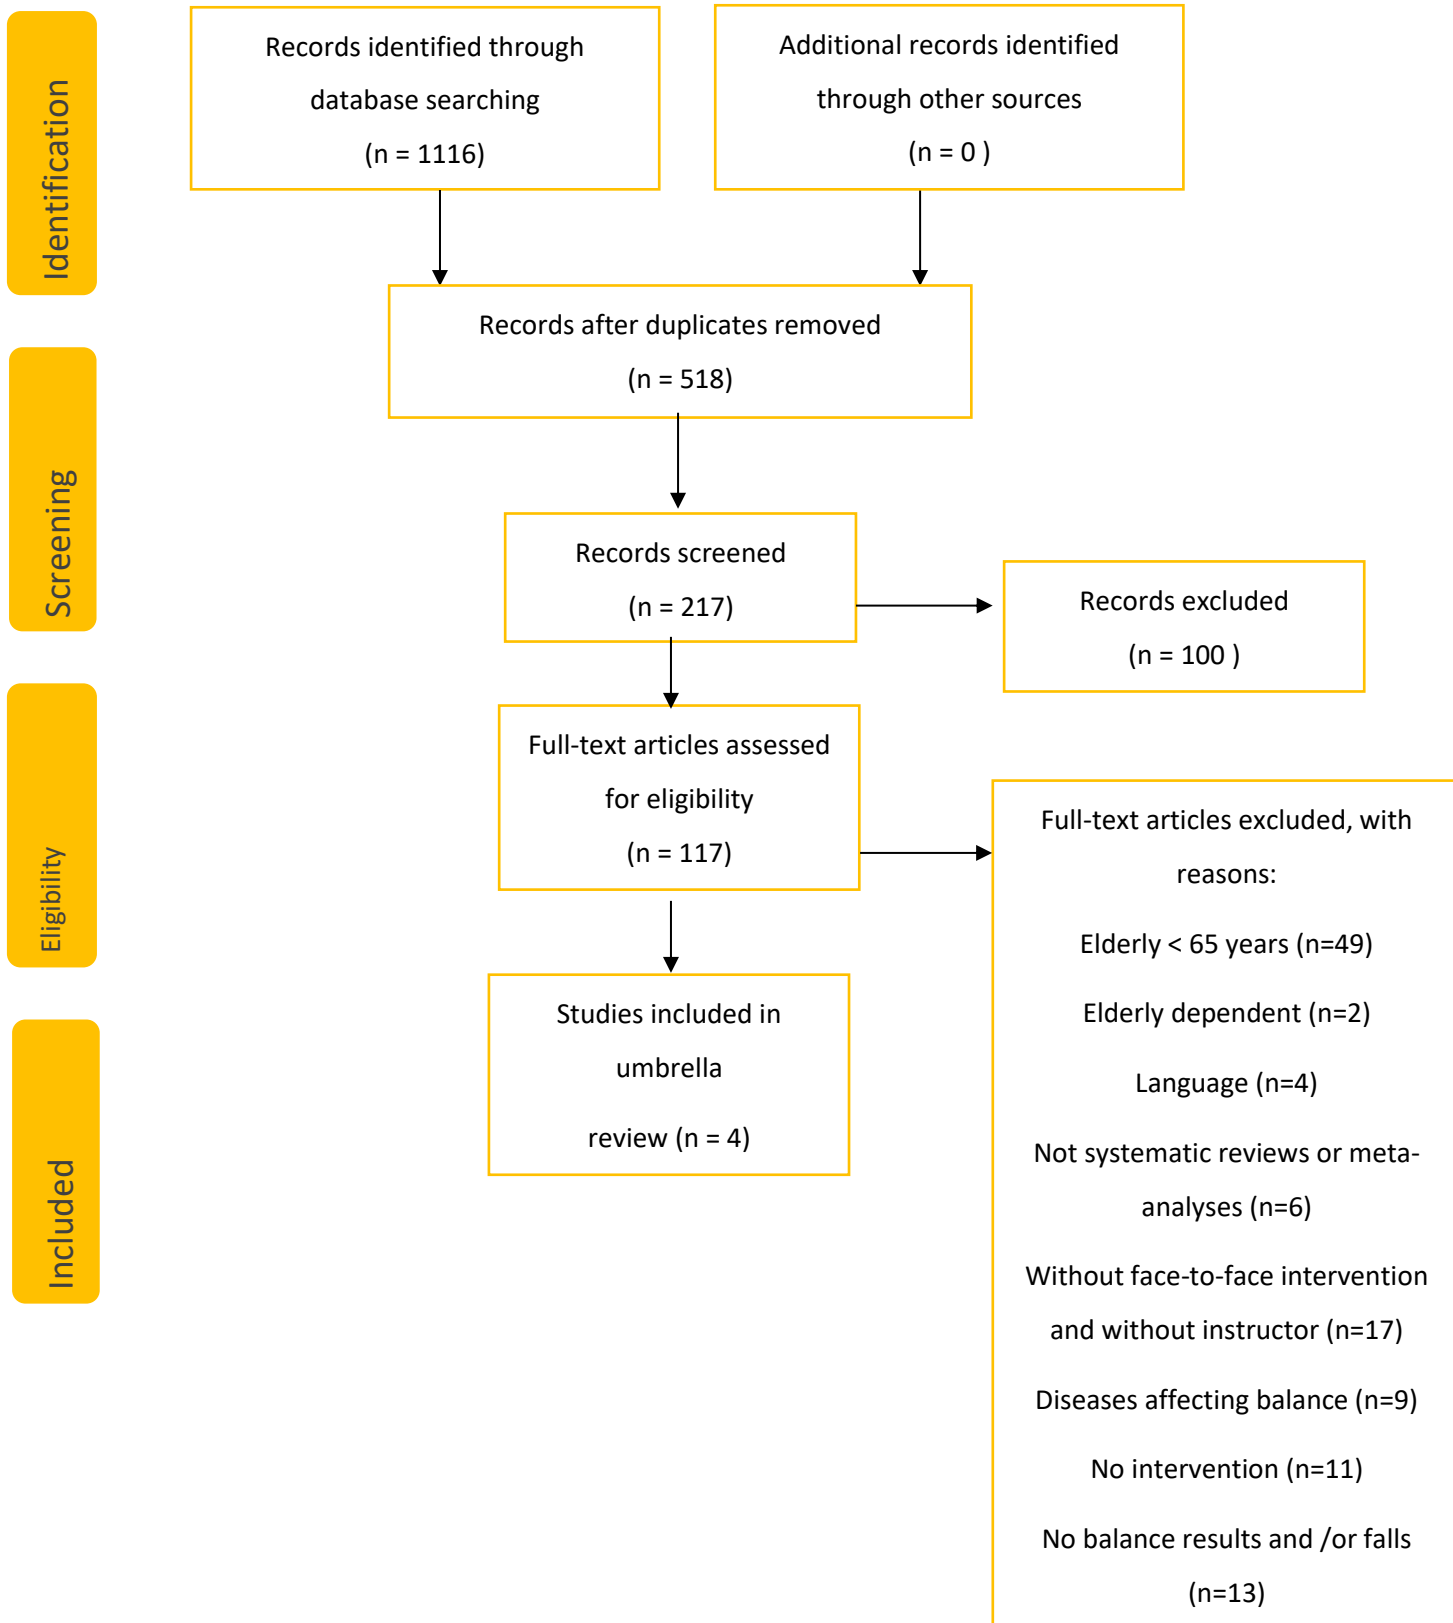 Identification
Records identified through
database searching
(n = 1116)
Additional records identified
through other sources
(n = 0 )
Records after duplicates removed
(n = 518)
Screening
Records screened
(n = 217)
Records excluded
(n = 100 )
Eligibility
Full-text articles assessed
for eligibility
(n = 117)
Full-text articles excluded, with
reasons:
Elderly < 65 years (n=49)
Elderly dependent (n=2)
Language (n=4)
Not systematic reviews or meta-
analyses (n=6)
Without face-to-face intervention
and without instructor (n=17)
Diseases affecting balance (n=9)
No intervention (n=11)
No balance results and /or falls
(n=13)
Included
Studies included in
umbrella
review (n = 4)